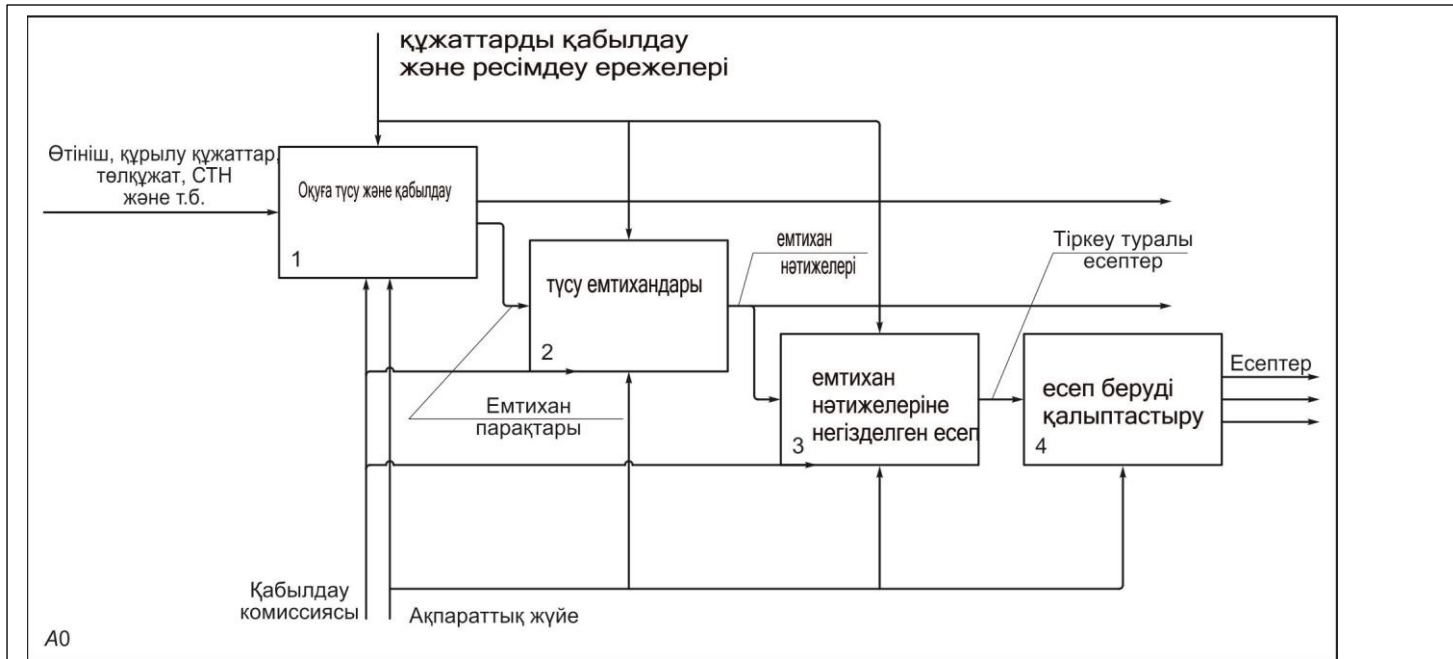 құжаттарды қабылдау
және ресімдеу ережелері
Өтініш, құрылу құжаттар,
төлқұжат, СТН
және т.б.
Оқуға түсу және қабылдау
1
түсу емтихандары
2
емтихан
нәтижелері
Тіркеу туралы
есептер
Емтихан
парақтары
емтихан
нәтижелеріне
негізделген есеп
3
есеп беруді
қалыптастыру
4
Есептер
Қабылдау
комиссиясы
Ақпараттық жүйе
А0